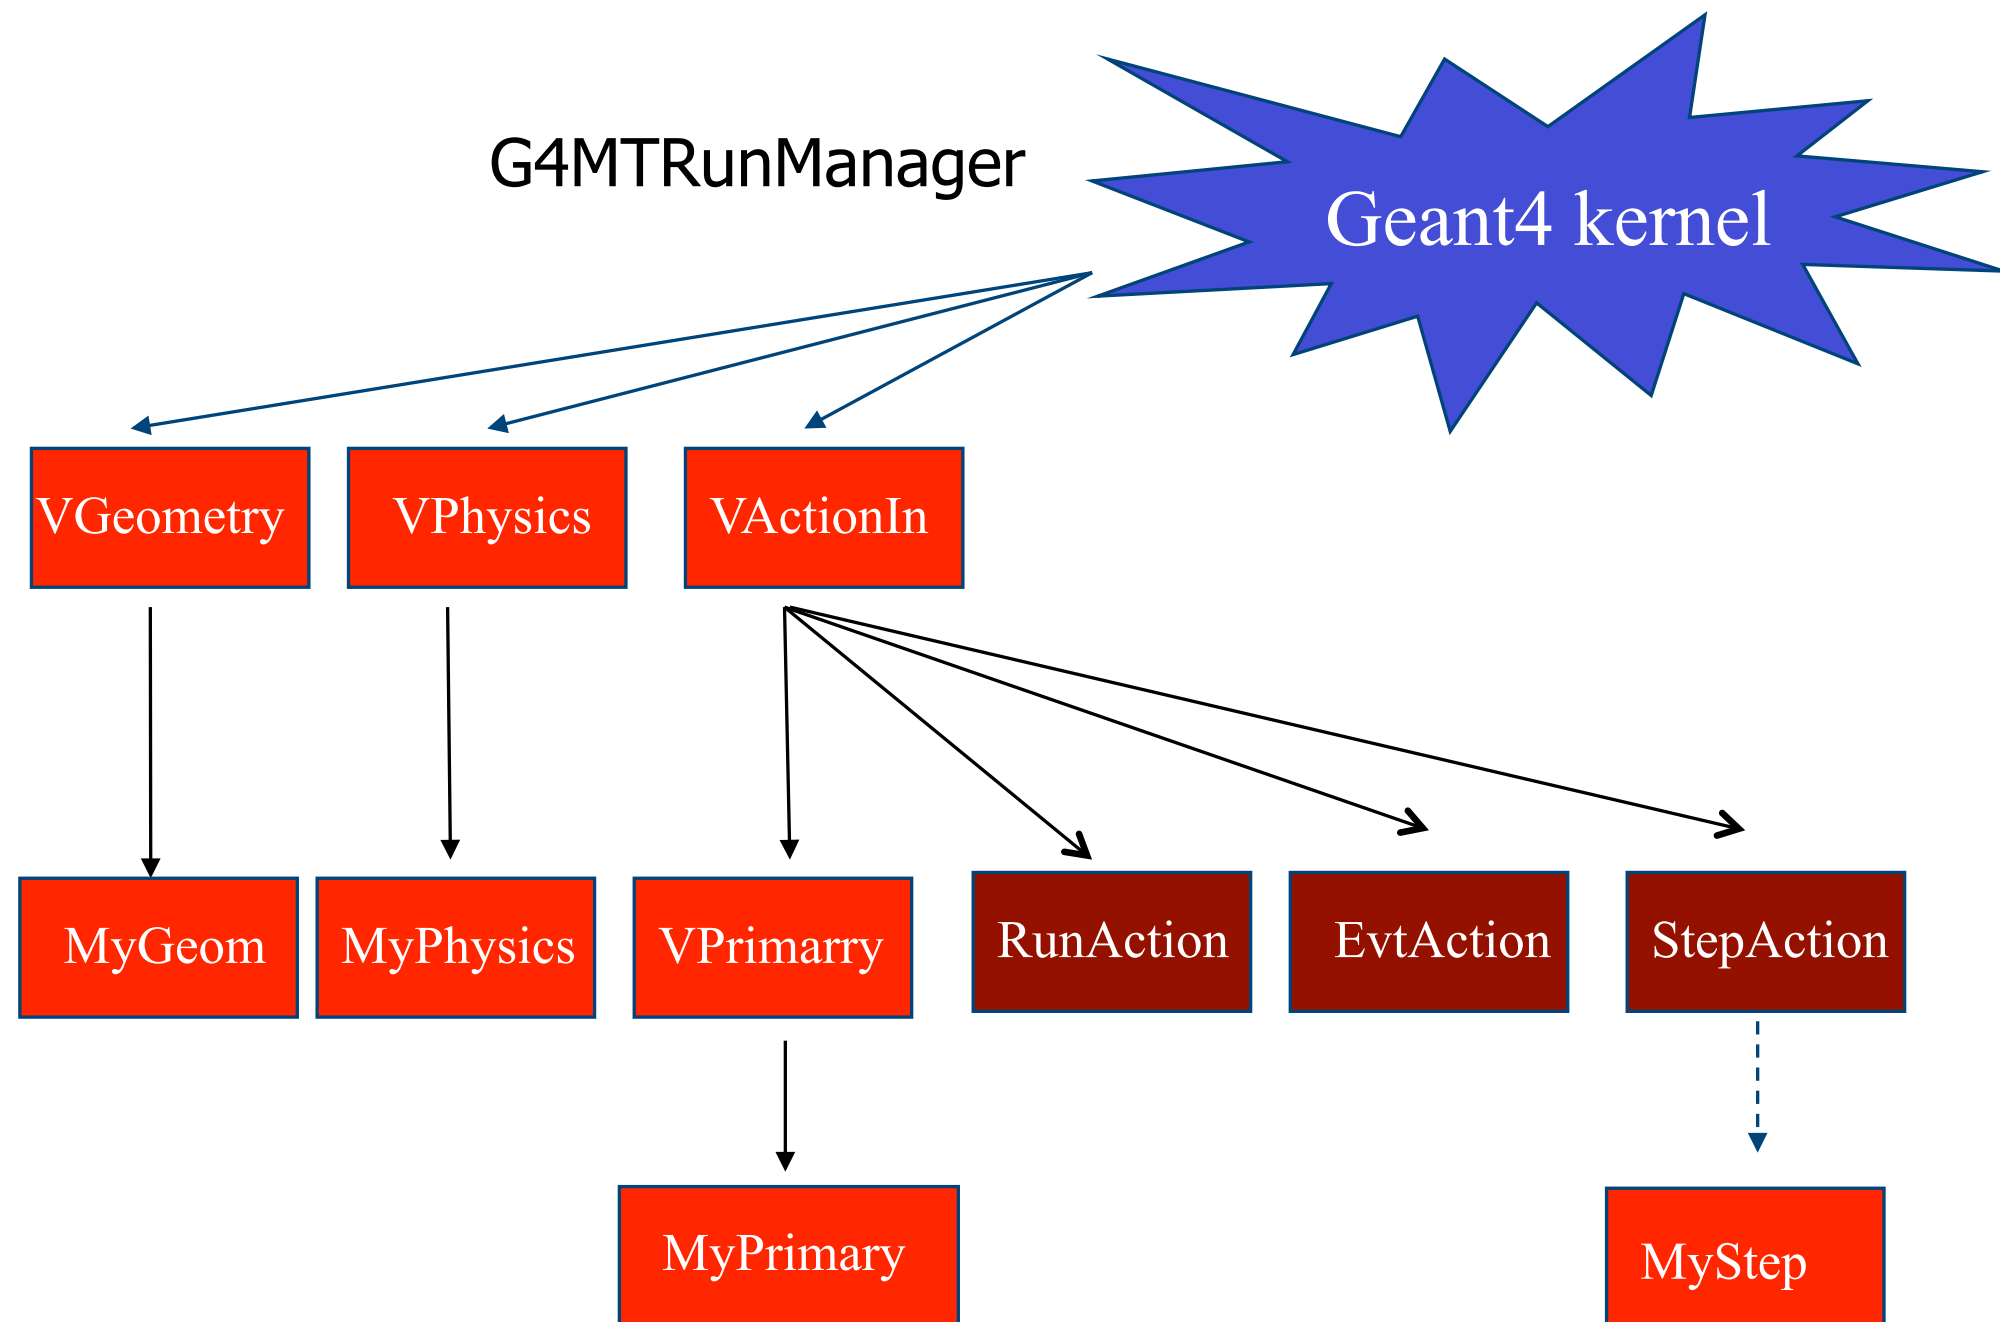 G4MTRunManager
Geant4 kernel
VGeometry
VPhysics
VActionIn
MyGeom
MyPhysics
VPrimarry
RunAction
EvtAction
StepAction
MyPrimary
MyStep